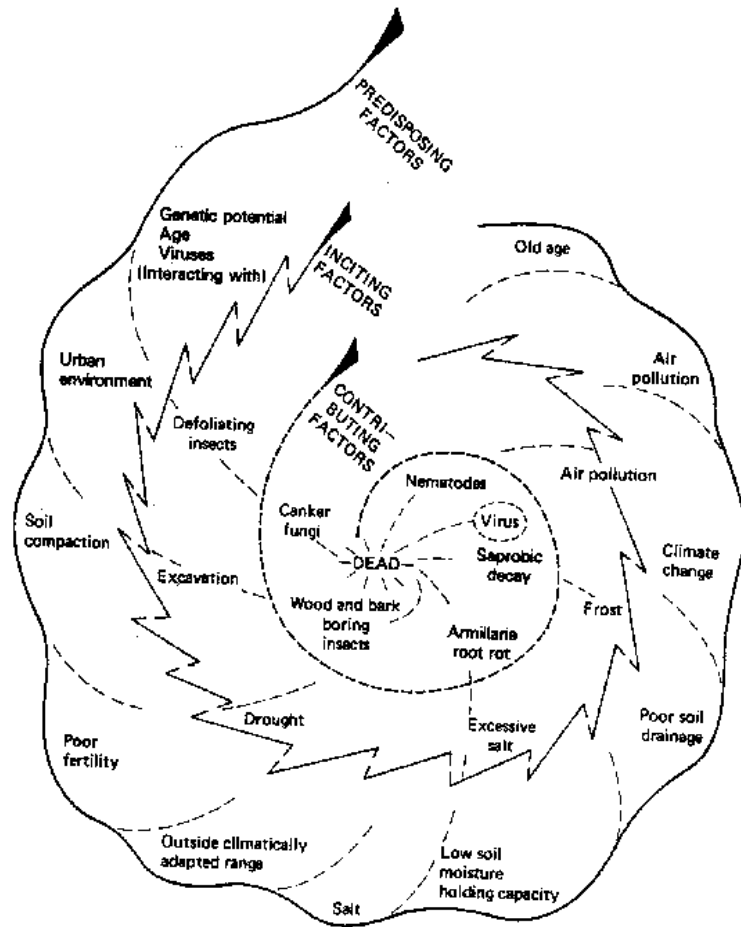 PREDISPOSING
FACTORS
Genetic potential
Age
Viruses
(Interacting with)
INCITING
FACTORS
Old age
Urban
environment
Air
pollution
CONTRI-
BUTING
FACTORS
Defoliating
insects
Nematodes
Air pollution
Canker
fungi
Virus
Soil
compaction
DEAD
Saprobic
decay
Climate
change
Excavation
Wood and bark
boring
insects
Armillaria
root rot
Frost
Drought
Excessive
salt
Poor soil
drainage
Poor
fertility
Outside climatically
adapted range
Low soil
moisture
holding capacity
Salt